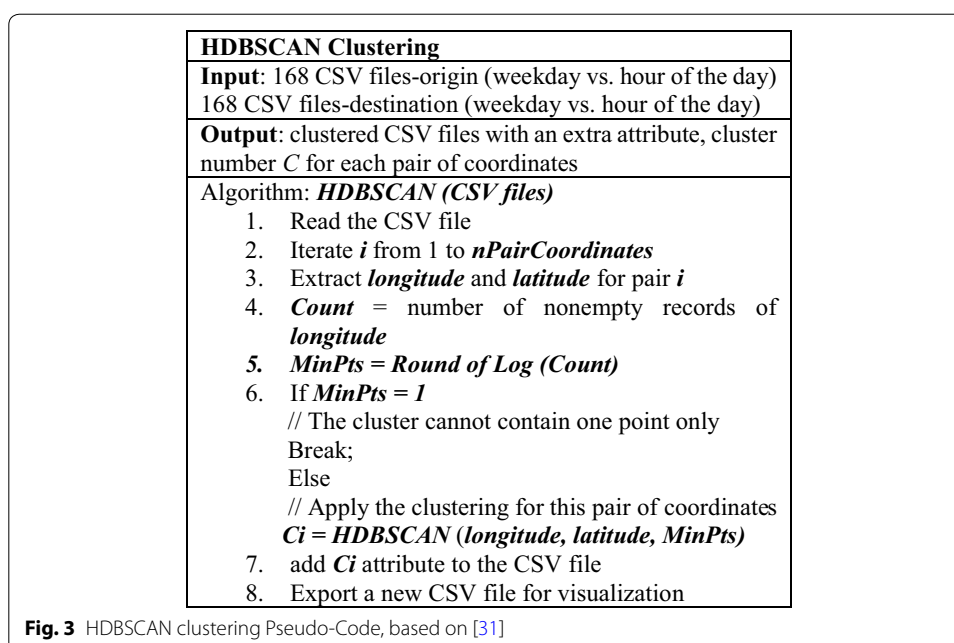 HDBSCAN Clustering
Input: 168 CSV files-origin (weekday vs. hour of the day)
168 CSV files-destination (weekday vs. hour of the day)
Output: clustered CSV files with an extra attribute, cluster
number C for each pair of coordinates
Algorithm: HDBSCAN (CSV files)
1. Read the CSV file
2. Iterate i from 1 to nPairCoordinates
3. Extract longitude and latitude for pair i
4. Count = number of nonempty records of
longitude
5. MinPts = Round of Log (Count)
6. If MinPts = 1
// The cluster cannot contain one point only
Break;
Else
// Apply the clustering for this pair of coordinates
Ci = HDBSCAN (longitude, latitude, MinPts)
7. add Ci attribute to the CSV file
8. Export a new CSV file for visualization
Fig. 3 HDBSCAN clustering Pseudo-Code, based on [31]